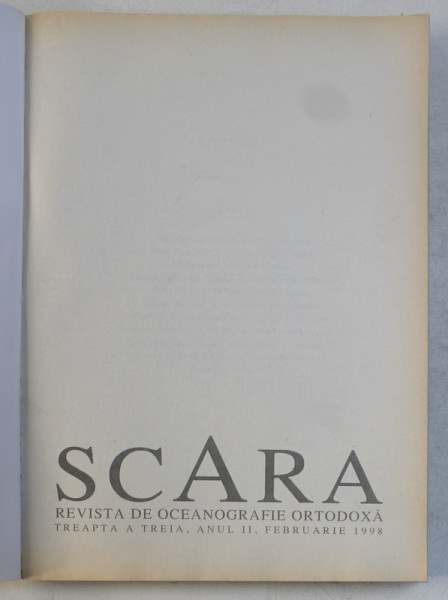 SCARA
REVISTA DE OCEANOGRAFIE ORTODOXĂ
TREAPTA A TREIA, ANUL II, FEBRUARIE 1998